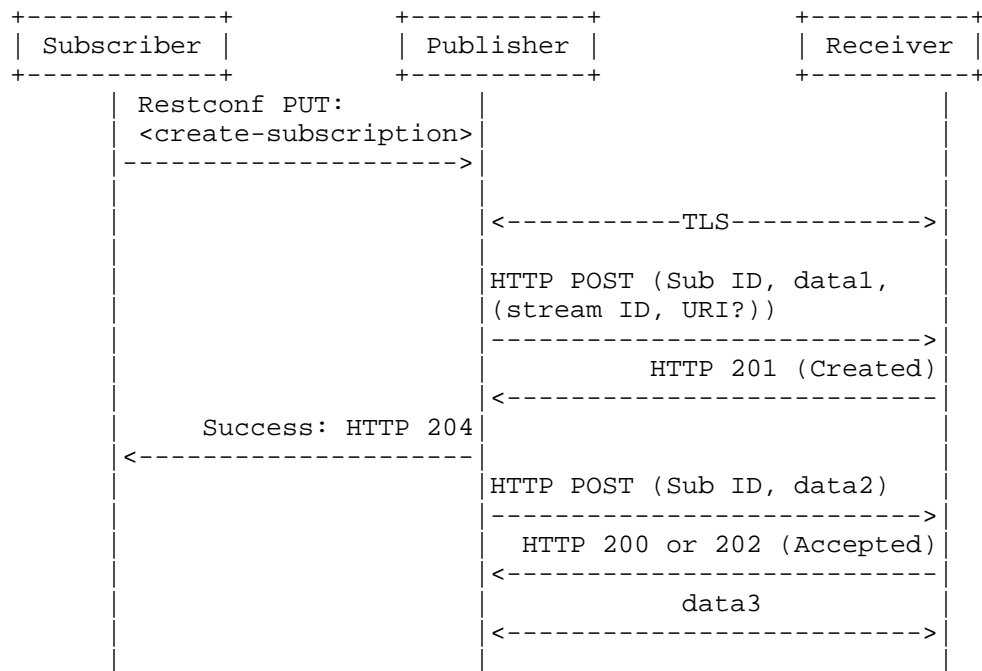 Subscriber Publisher Receiver
Restconf PUT:
<create-subscription>
TLS
HTTP POST (Sub ID, data1,
(stream ID, URI?))
HTTP 201 (Created)
Success: HTTP 204
HTTP POST (Sub ID, data2)
HTTP 200 or 202 (Accepted)
data3